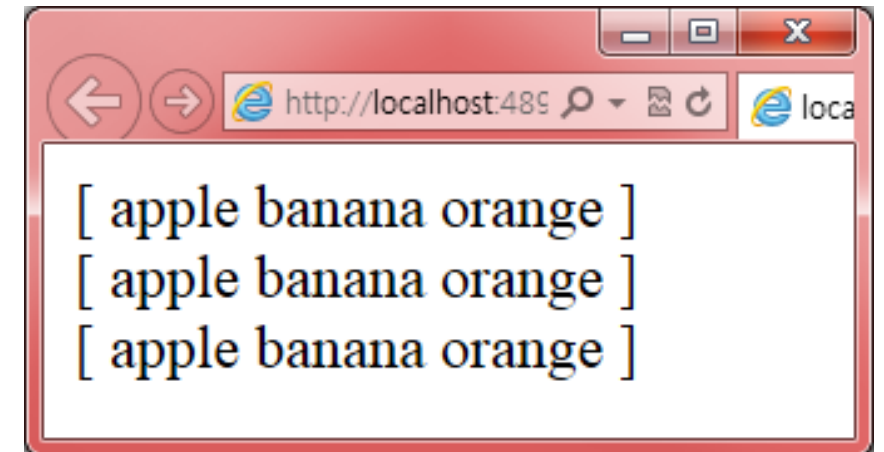 http://localhost:489
loca
[ apple banana orange ]
[ apple banana orange ]
[ apple banana orange ]